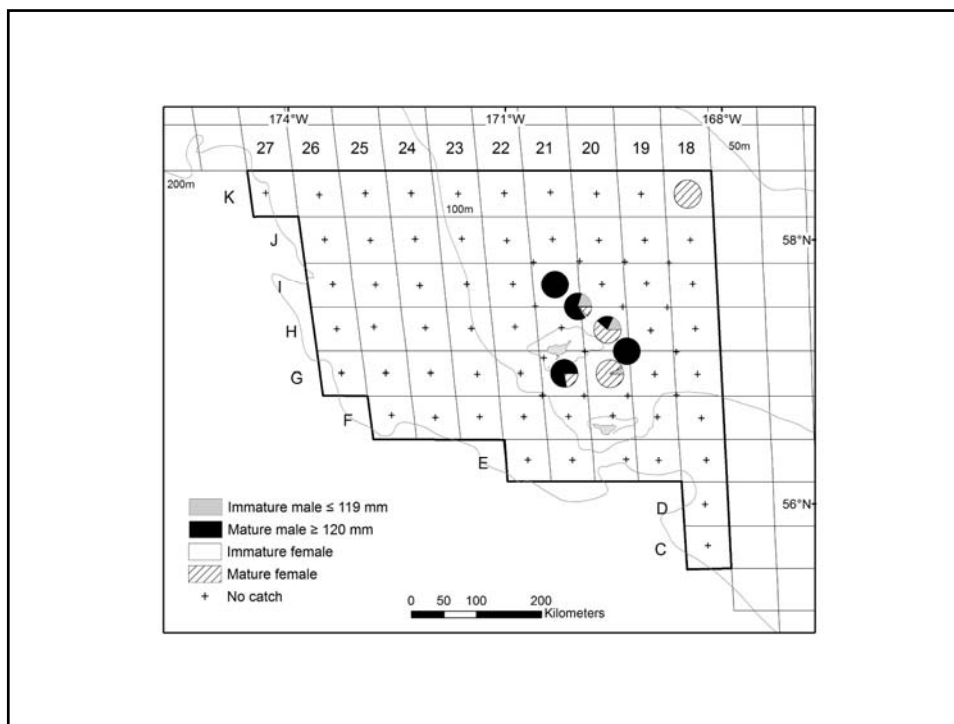 174°W 171°W 168°W
27 26 25 24 23 22 21 20 19 18 50m
200m
K
100m
J 58°N
I
H
G
F
E
Immature male ≤ 119 mm
D 56°N
Mature male ≥ 120 mm
C
Immature female
Mature female
No catch
0 50 100 200
Kilometers